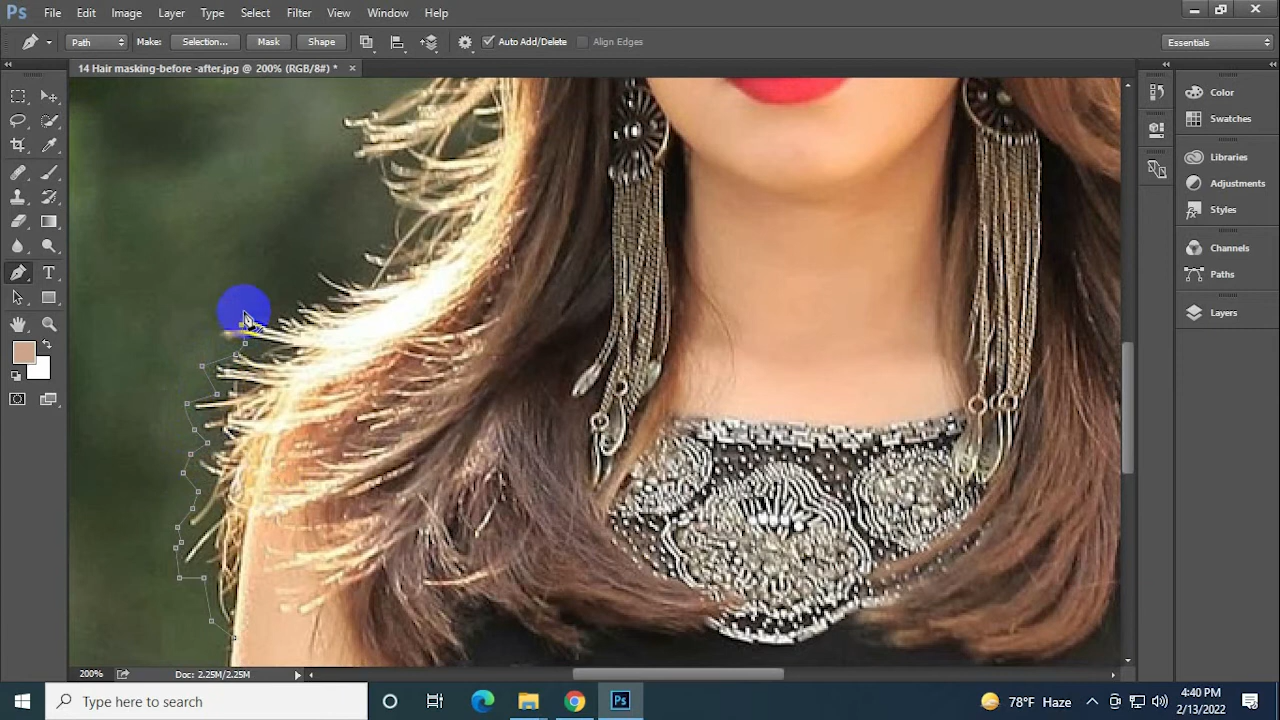 Ps File Edit Image Layer Type Select Filter View Window Help
Path Make: Selection... Mask Shape Auto Add/Delete Align Edges Essentials
14 Hair masking-before -after.jpg @ 200% (RGB/8#) * ×
Color
Swatches
Libraries
Adjustments
Styles
Channels
Paths
Layers
T
200% Doc: 2.25M/2.25M
Type here to search Ps 78°F Haze 4:40 PM
2/13/2022